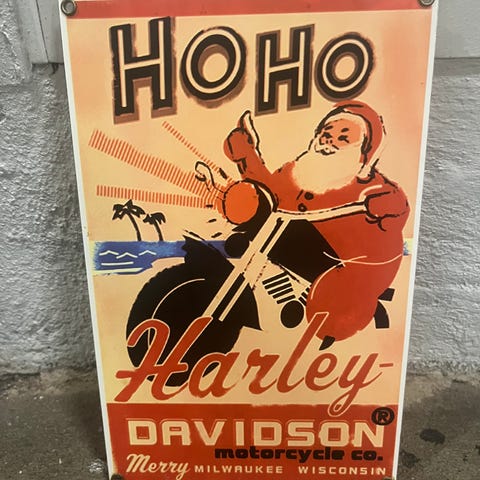 HOHO
Harley-
DAVIDSON®
motorcycle co.
Merry MILWAUKEE WISCONSIN